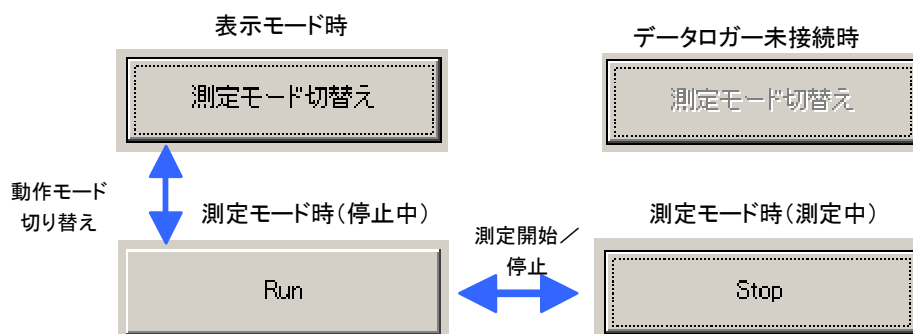 表示モード時
データロガー未接続時
測定モード切替え
測定モード切替え
動作モード
切り替え
測定モード時(停止中)
測定モード時(測定中)
測定開始/
停止
Run
Stop